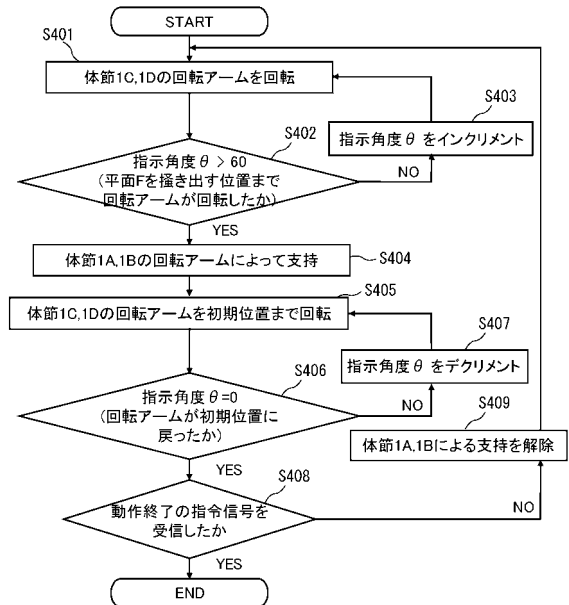 START
S401
体節1C,1Dの回転アームを回転
S403
指示角度θ をインクリメント
S402
指示角度θ > 60
(平面Fを掻き出す位置まで
回転アームが回転したか)
NO
YES
体節1A,1Bの回転アームによって支持
S404
S405
体節1C,1Dの回転アームを初期位置まで回転
S407
指示角度θ をデクリメント
S406
指示角度θ=0
(回転アームが初期位置に
戻ったか)
NO
S409
体節1A,1Bによる支持を解除
YES
S408
動作終了の指令信号を
受信したか
NO
YES
END